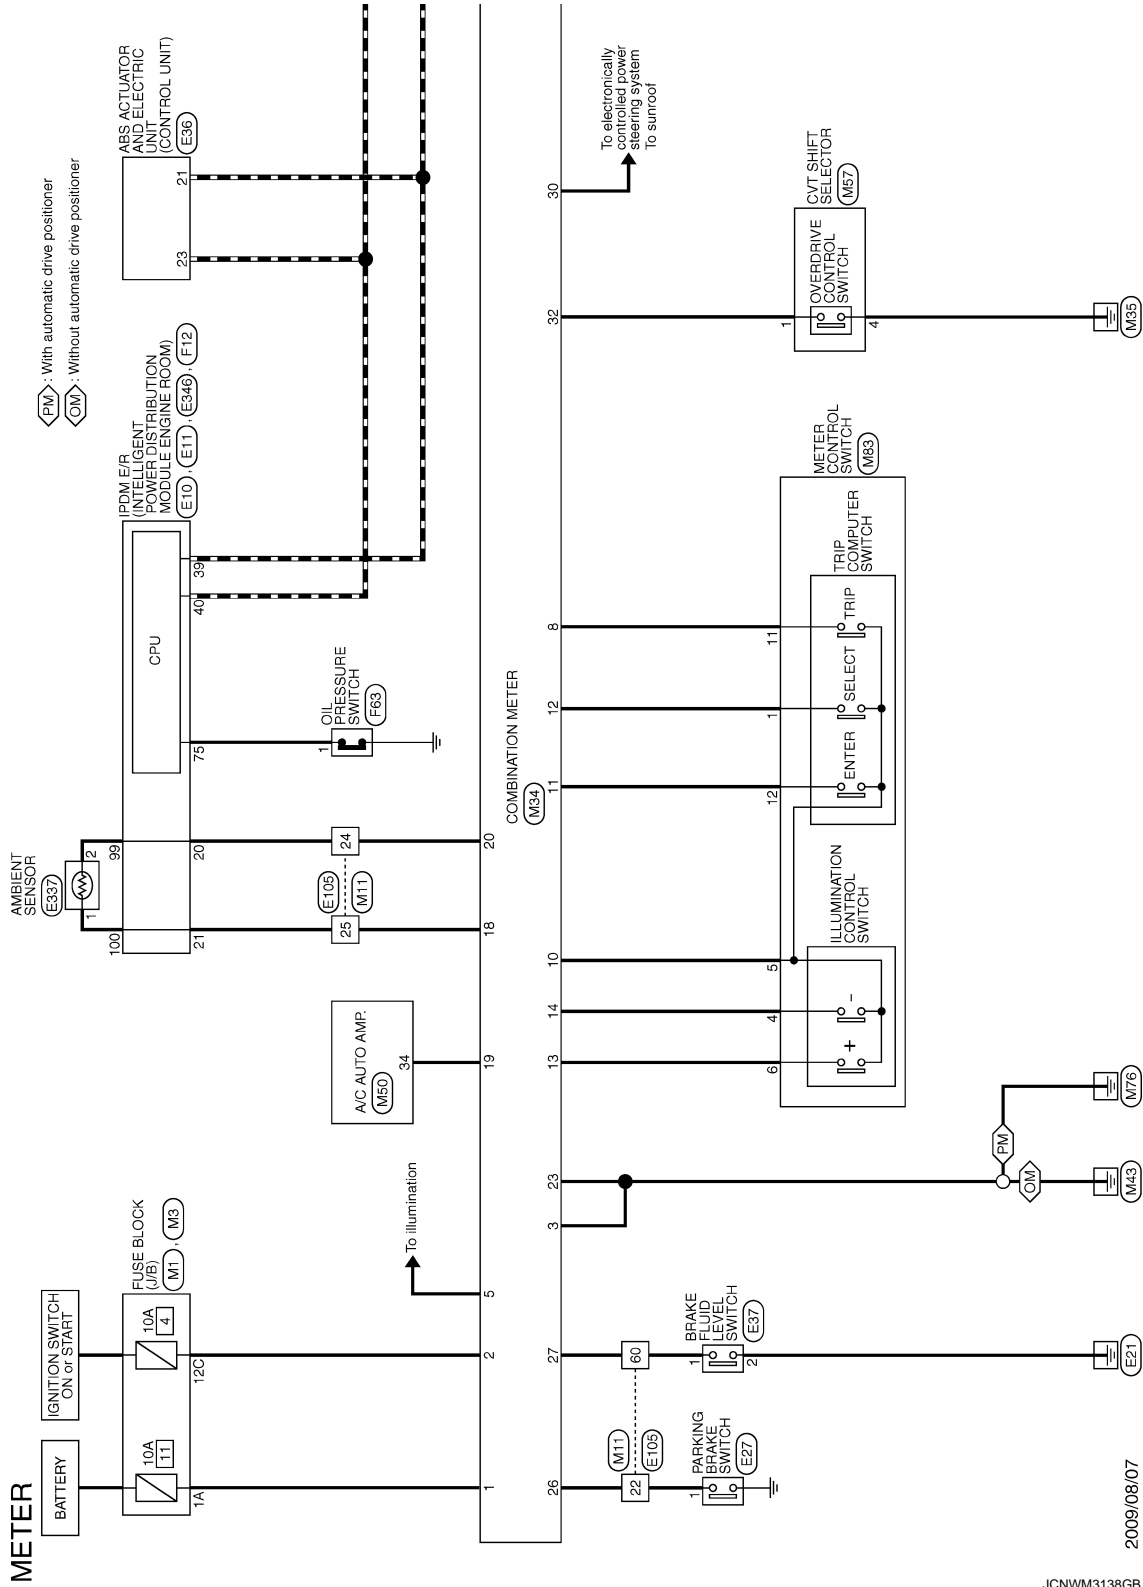 METER
BATTERY
IGNITION SWITCH
ON or START
FUSE BLOCK
(J/B)
M1 , M3
10A
11
10A
4
1A
12C
1
2
5
To illumination
A/C AUTO AMP.
M50
34
19
AMBIENT
SENSOR
E337
1
2
100
99
21
20
E105
M11
25
24
18
20
IPDM E/R
(INTELLIGENT
POWER DISTRIBUTION
MODULE ENGINE ROOM)
E10 , E11 , E346 , F12
CPU
75
40
39
1
OIL
PRESSURE
SWITCH
F63
PM : With automatic drive positioner
OM : Without automatic drive positioner
ABS ACTUATOR
AND ELECTRIC
UNIT
(CONTROL UNIT)
E36
23
21
COMBINATION METER
M34
26
27
3
23
13
14
10
11
12
8
32
30
M11
E105
22
60
PARKING
BRAKE
SWITCH
E27
1
BRAKE
FLUID
LEVEL
SWITCH
E37
1
2
E21
PM
OM
M43
M76
6
4
5
12
1
11
ILLUMINATION
CONTROL
SWITCH
+
-
ENTER
SELECT
TRIP
TRIP
COMPUTER
SWITCH
METER
CONTROL
SWITCH
M83
1
4
OVERDRIVE
CONTROL
SWITCH
CVT SHIFT
SELECTOR
M57
M35
To electronically
controlled power
steering system
To sunroof
2009/08/07
JCNWM3138GB